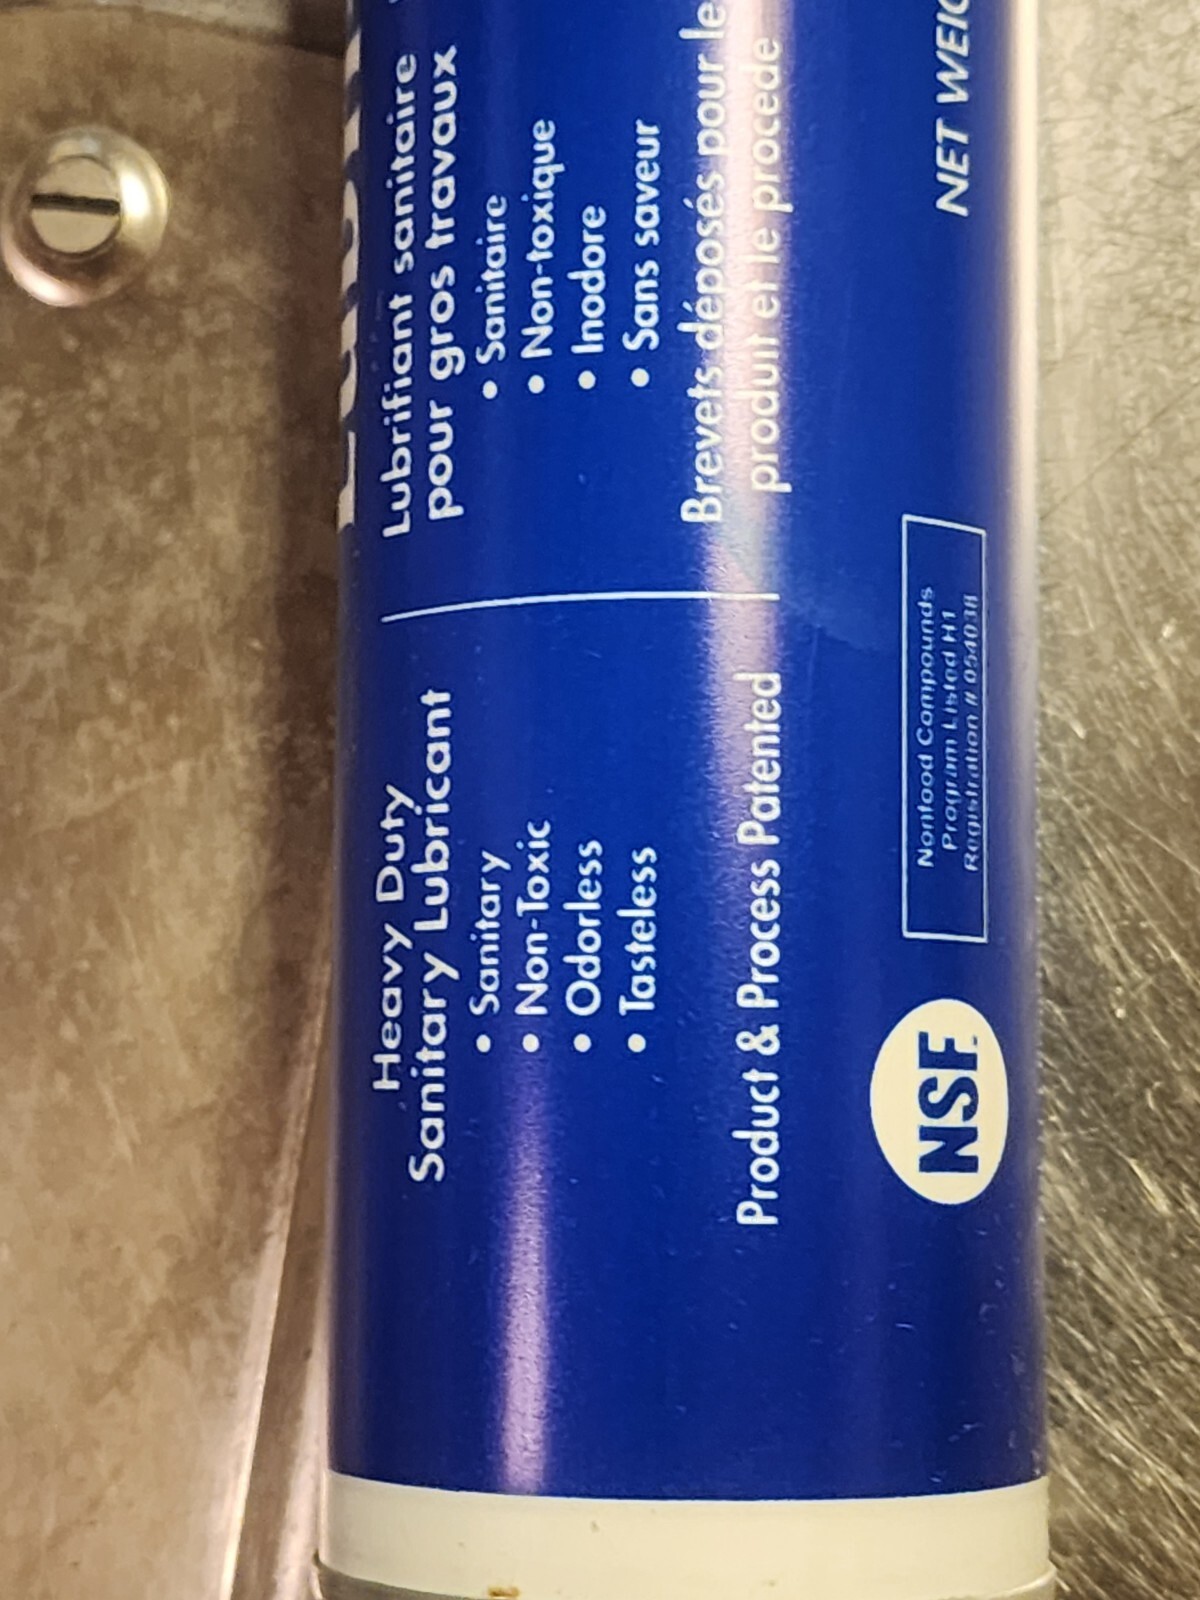 Heavy Duty
Sanitary Lubricant
• Sanitary
• Non-Toxic
• Odorless
• Tasteless
Product & Process Patented
Lubrifiant sanitaire
pour gros travaux
• Sanitaire
• Non-toxique
• Inodore
• Sans saveur
Brevets déposés pour le
produit et le procede
NSF
Nonfood Compounds
Program Listed H1
Registration # 054038
NET